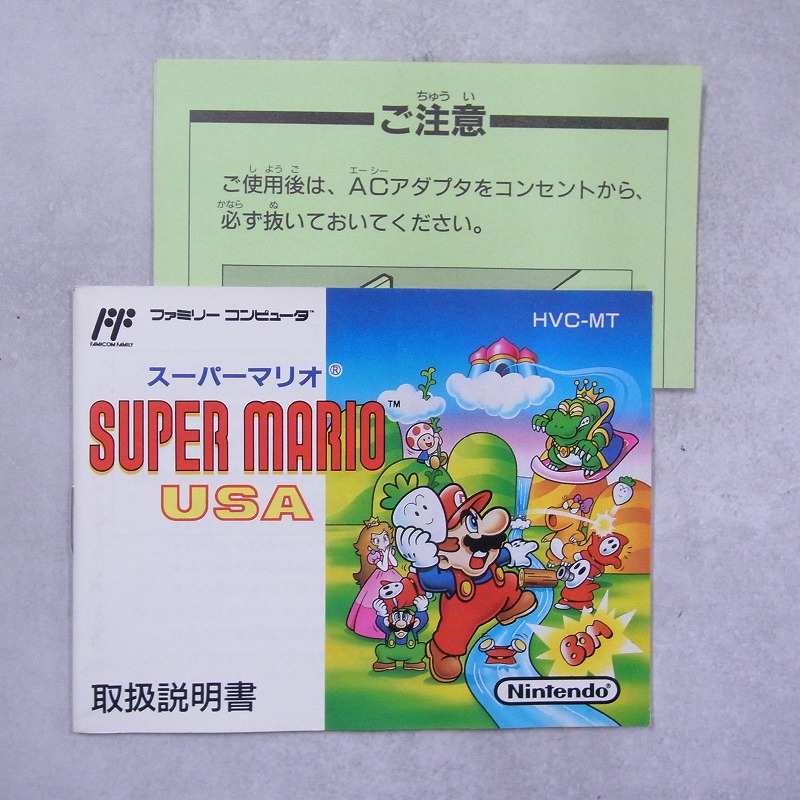 ちゅう い
ご注意
し よう ご エーシー
ご使用後は、ACアダプタをコンセントから、
かなら ぬ
必ず抜いておいてください。
FF
FAMICOM FAMILY
ファミリー コンピュータ™
HVC-MT
スーパーマリオ®
SUPER MARIO™
USA
BOM
取扱説明書
Nintendo®